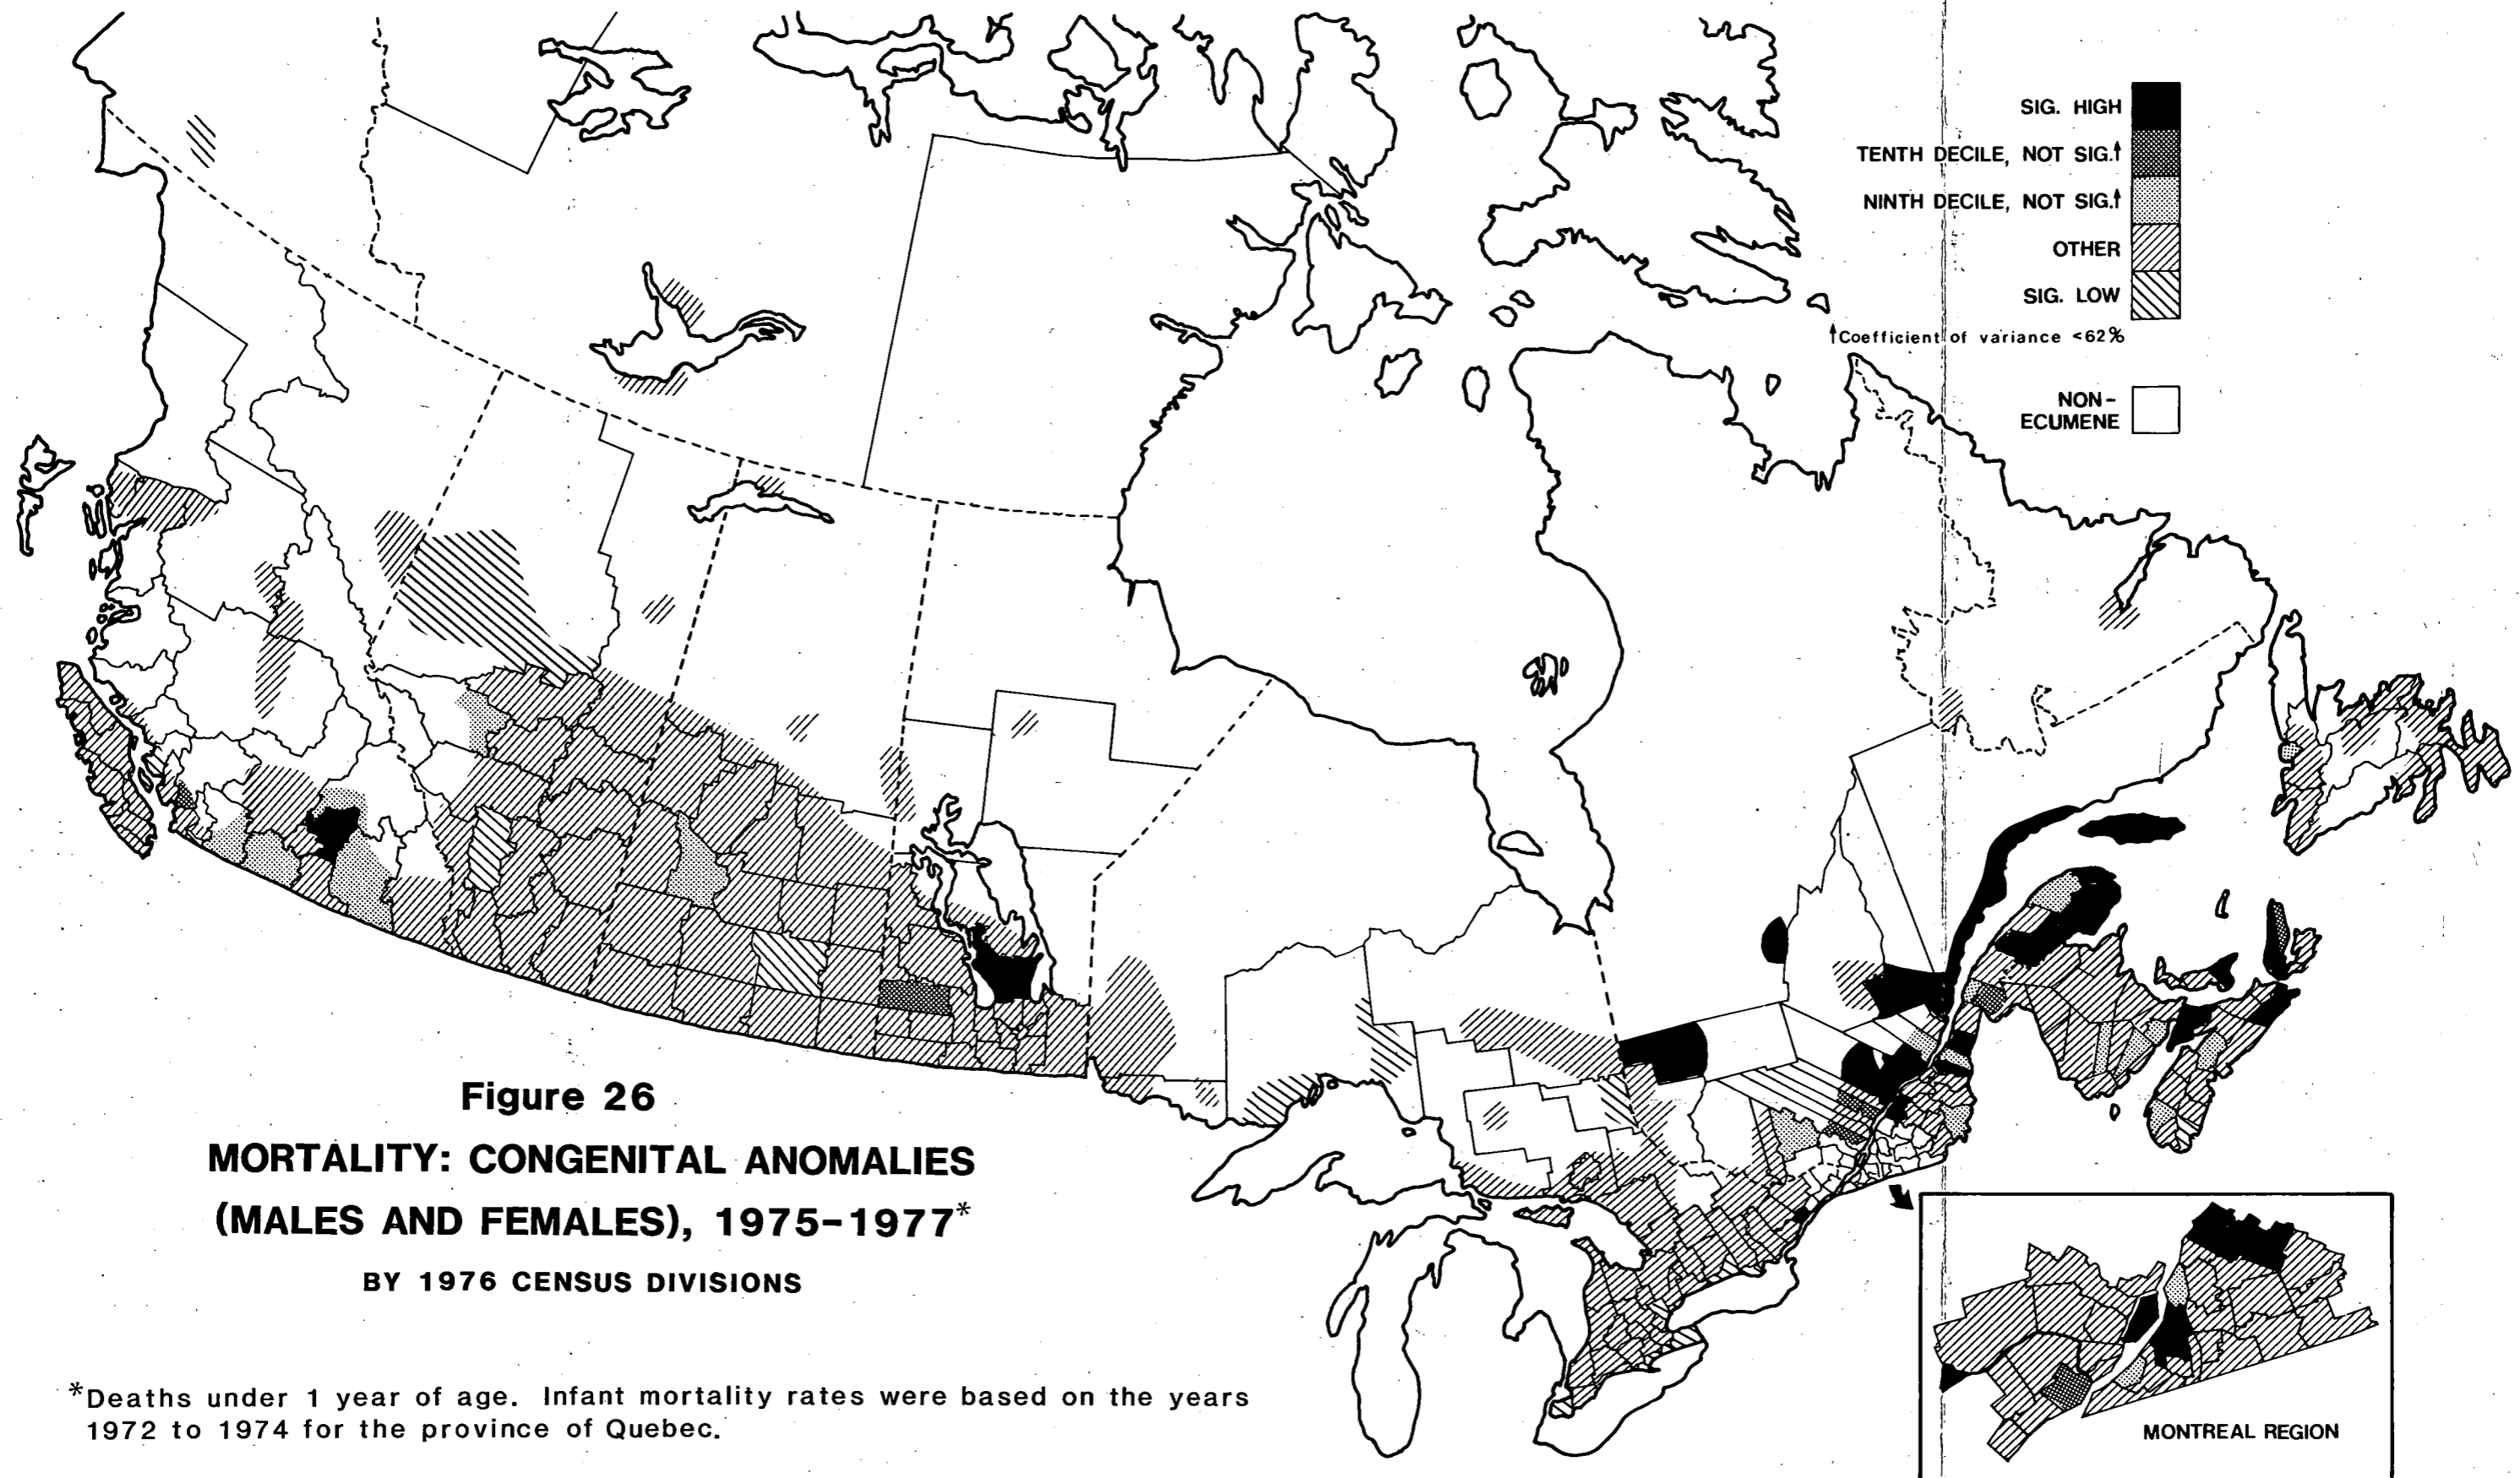 SIG. HIGH
TENTH DECILE, NOT SIG.†
NINTH DECILE, NOT SIG.†
OTHER
SIG. LOW
†Coefficient of variance <62%
NON-
ECUMENE
Figure 26
MORTALITY: CONGENITAL ANOMALIES
(MALES AND FEMALES), 1975-1977*
BY 1976 CENSUS DIVISIONS
*Deaths under 1 year of age. Infant mortality rates were based on the years
1972 to 1974 for the province of Quebec.
MONTREAL REGION